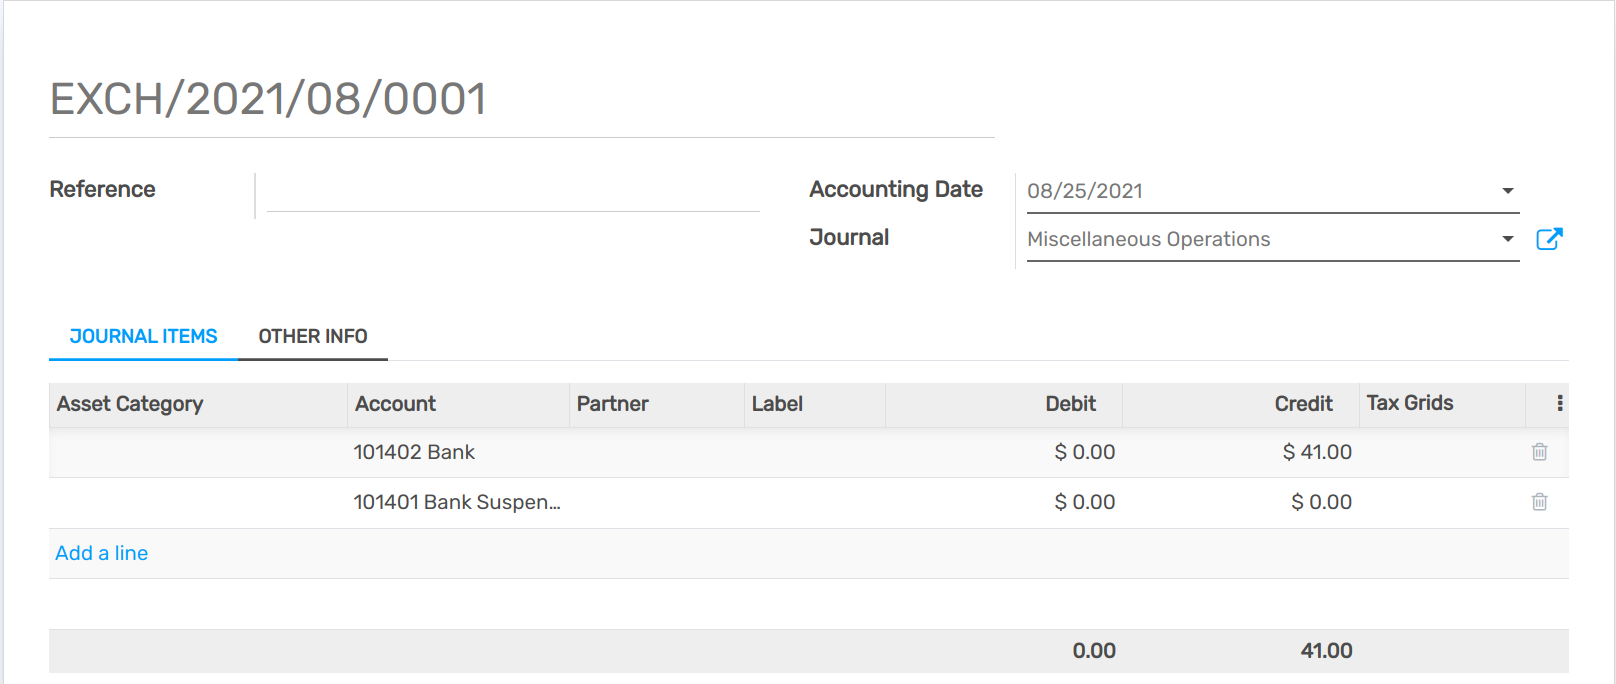 EXCH/2021/08/0001
Reference
Accounting Date 08/25/2021
Journal Miscellaneous Operations
JOURNAL ITEMS OTHER INFO
Asset Category Account Partner Label Debit Credit Tax Grids
101402 Bank $ 0.00 $ 41.00
101401 Bank Suspen... $ 0.00 $ 0.00
Add a line
0.00 41.00